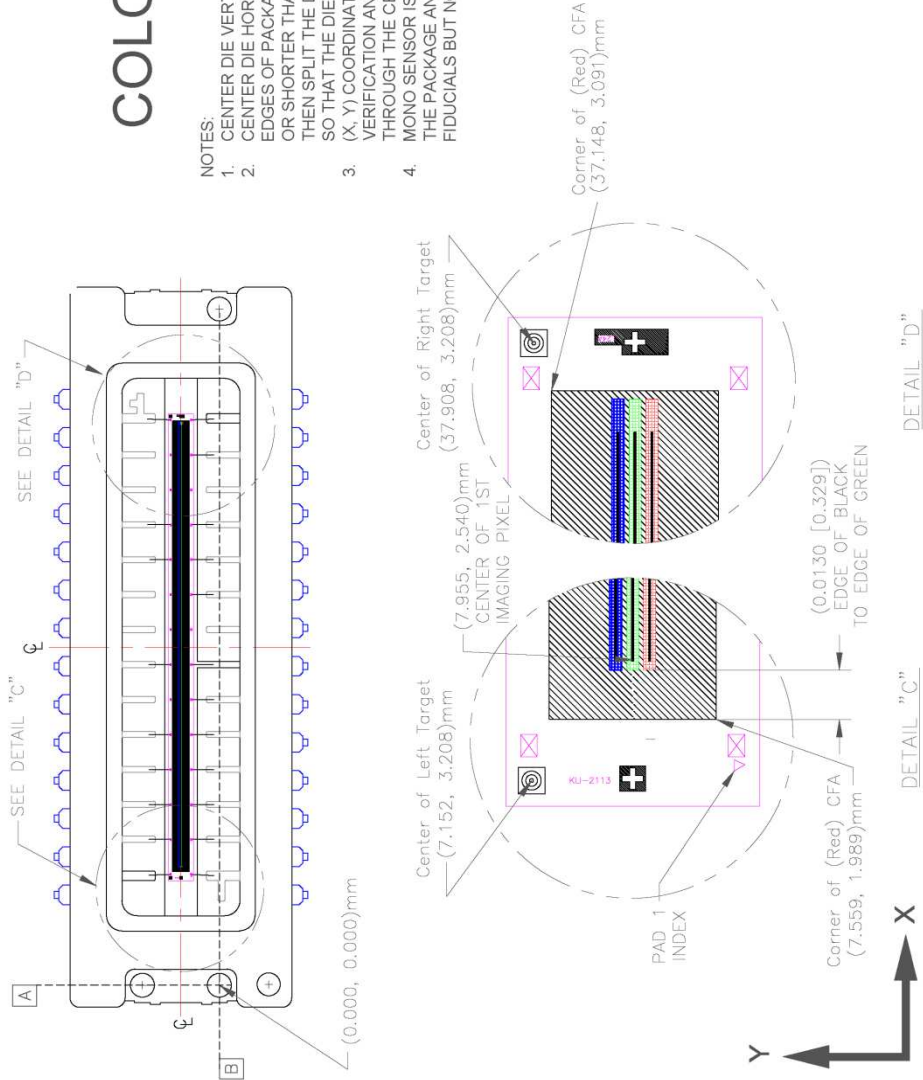 COLO
NOTES:
1. CENTER DIE VERT
2. CENTER DIE HOR
EDGES OF PACKA
OR SHORTER THA
THEN SPLIT THE
SO THAT THE DIE
3. (X, Y) COORDINAT
VERIFICATION AN
THROUGH THE
4. MONO SENSOR IS
THE PACKAGE AN
FIDUCIALS BUT N
SEE DETAIL "C"
SEE DETAIL "D"
A
B
(0.000, 0.000)mm
Center of Left Target
(7.152, 3.208)mm
(7.955, 2.540)mm
CENTER OF 1ST
IMAGING PIXEL
Center of Right Target
(37.908, 3.208)mm
Corner of (Red) CFA
(37.148, 3.091)mm
KLI-2113
PAD 1
INDEX
Corner of (Red) CFA
(7.559, 1.989)mm
(0.0130 [0.329])
EDGE OF BLACK
TO EDGE OF GREEN
DETAIL "C"
DETAIL "D"
Y
X